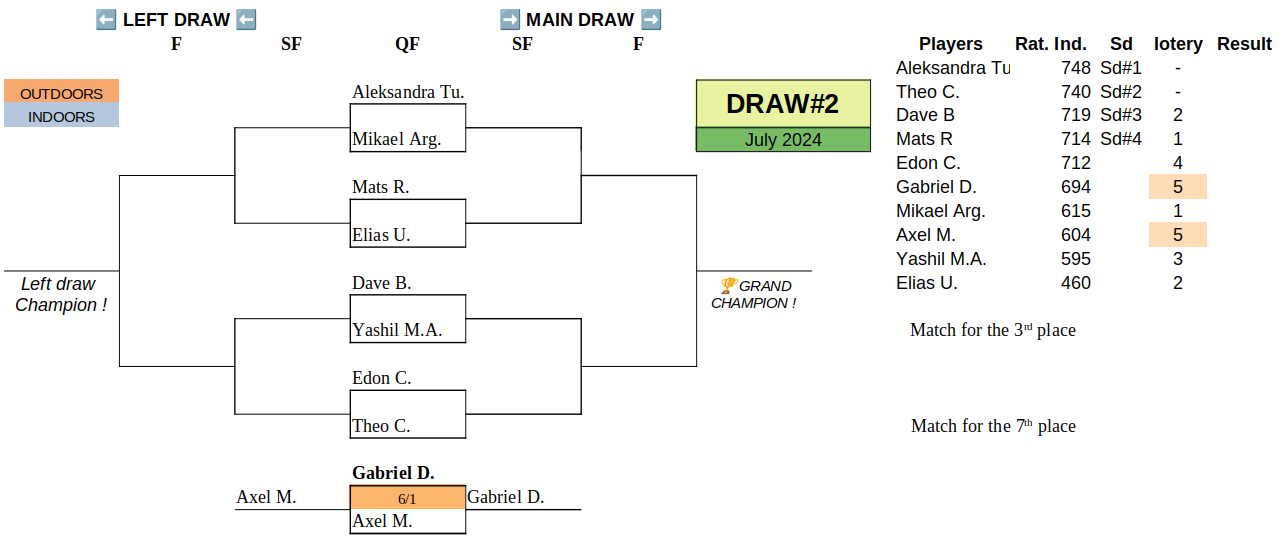 ⬅ LEFT DRAW ⬅
➡ MAIN DRAW ➡
F SF QF SF F
OUTDOORS
INDOORS
Aleksandra Tu.
Mikael Arg.
Mats R.
Elias U.
Dave B.
Yashil M.A.
Edon C.
Theo C.
Gabriel D.
Axel M. 6/1 Gabriel D.
Axel M.
Left draw
Champion !
DRAW#2
July 2024
🏆GRAND
CHAMPION !
Players Rat. Ind. Sd lotery Result
Aleksandra Tu 748 Sd#1 -
Theo C. 740 Sd#2 -
Dave B 719 Sd#3 2
Mats R 714 Sd#4 1
Edon C. 712 4
Gabriel D. 694 5
Mikael Arg. 615 1
Axel M. 604 5
Yashil M.A. 595 3
Elias U. 460 2
Match for the 3rd place
Match for the 7th place